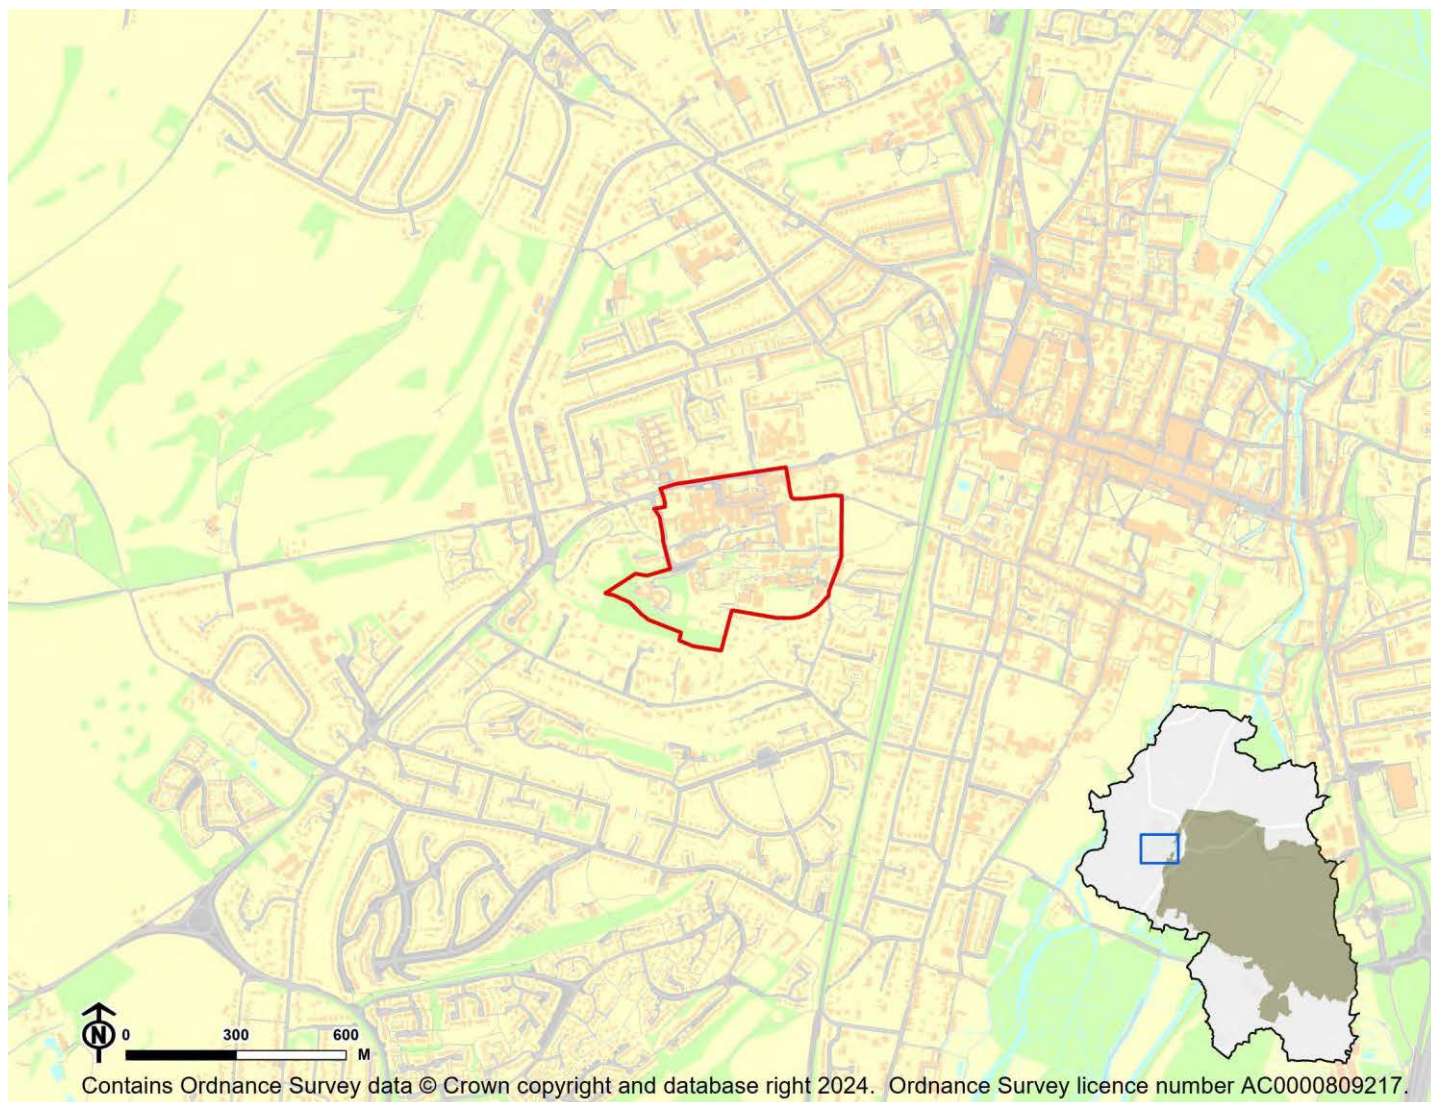 N
0 300 600
M
Contains Ordnance Survey data © Crown copyright and database right 2024. Ordnance Survey licence number AC0000809217.